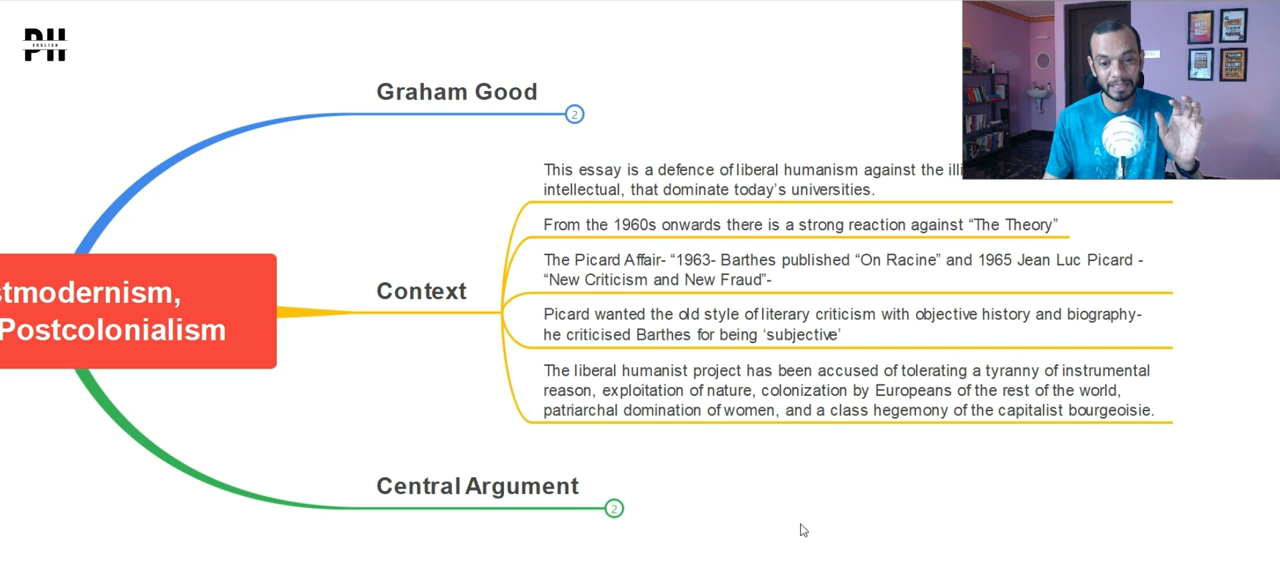 PH
ENGLISH
Graham Good
2
This essay is a defence of liberal humanism against the
intellectual, that dominate today's universities.
From the 1960s onwards there is a strong reaction against “The Theory”
The Picard Affair- “1963- Barthes published “On Racine” and 1965 Jean Luc Picard -
“New Criticism and New Fraud”-
Context
Picard wanted the old style of literary criticism with objective history and biography-
he criticised Barthes for being ‘subjective’
The liberal humanist project has been accused of tolerating a tyranny of instrumental
reason, exploitation of nature, colonization by Europeans of the rest of the world,
patriarchal domination of women, and a class hegemony of the capitalist bourgeoisie.
stmodernism,
Postcolonialism
Central Argument
2